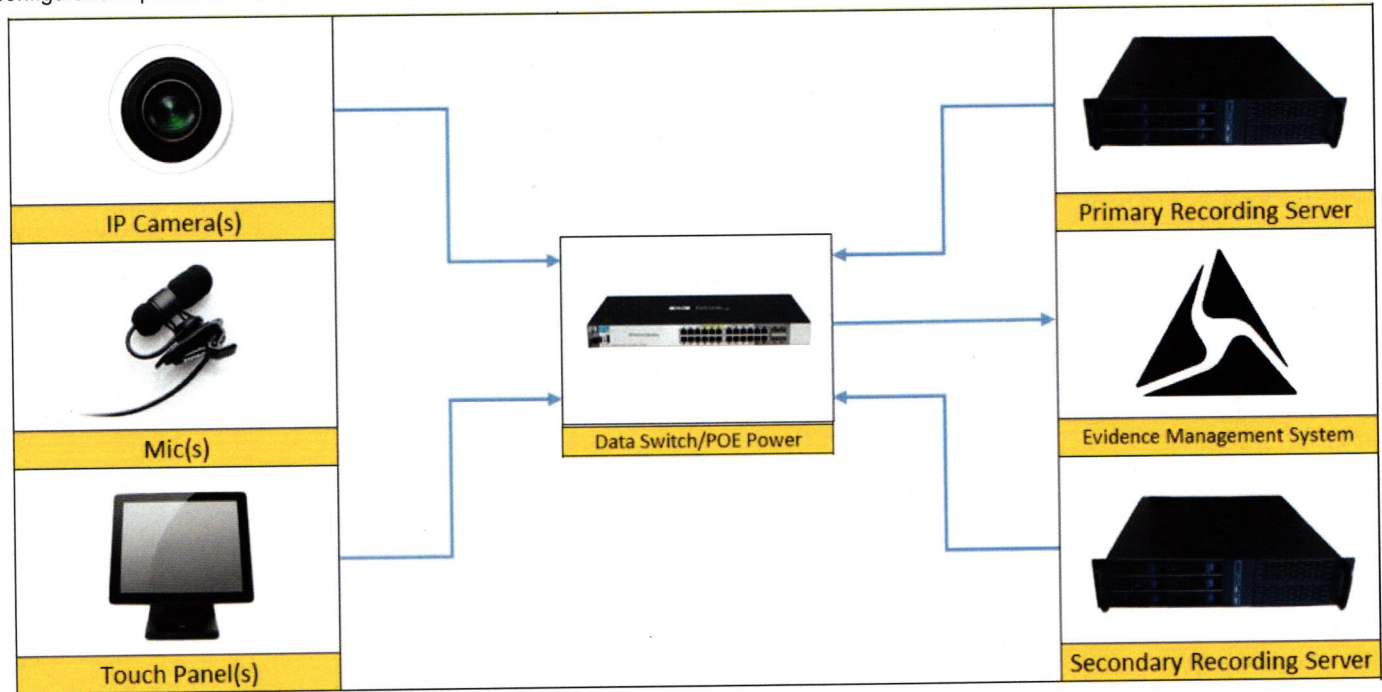 IP Camera(s)
Mic(s)
Touch Panel(s)
Data Switch/POE Power
Primary Recording Server
Evidence Management System
Secondary Recording Server